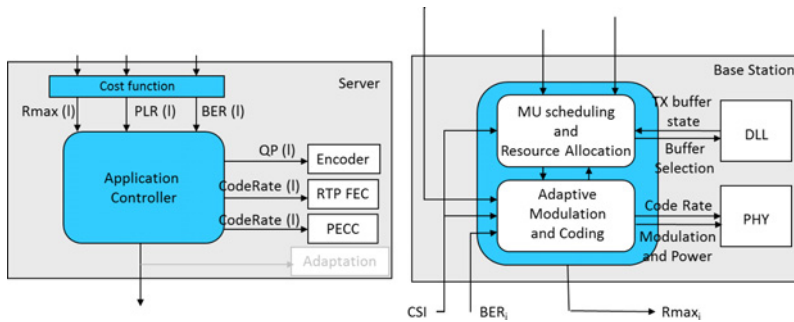 Cost function
Server
Rmax (l)
PLR (l)
BER (l)
Application
Controller
QP (l)
Encoder
CodeRate (l)
RTP FEC
CodeRate (l)
PECC
Adaptation
Base Station
MU scheduling
and
Resource Allocation
TX buffer
state
Buffer
Selection
DLL
Adaptive
Modulation
and Coding
Code Rate
Modulation
and Power
PHY
CSI
BERj
Rmaxj